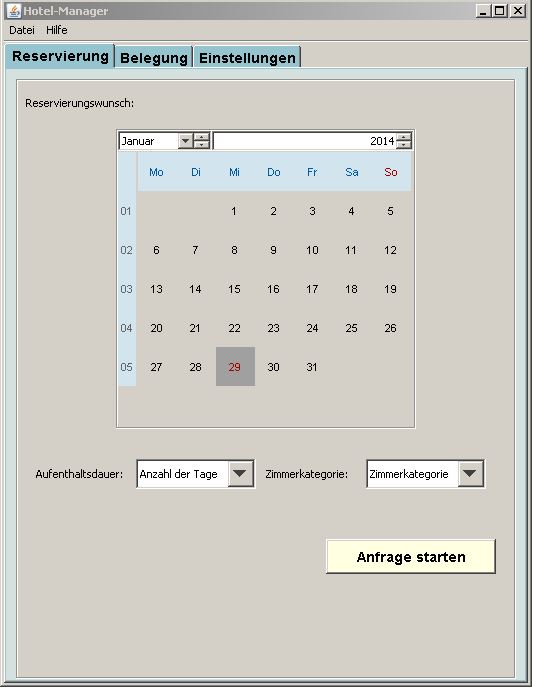 Hotel-Manager
Datei Hilfe
Reservierung Belegung Einstellungen
Reservierungswunsch:
Januar 2014
Mo Di Mi Do Fr Sa So
01 1 2 3 4 5
02 6 7 8 9 10 11 12
03 13 14 15 16 17 18 19
04 20 21 22 23 24 25 26
05 27 28 29 30 31
Aufenthaltsdauer: Anzahl der Tage Zimmerkategorie: Zimmerkategorie
Anfrage starten